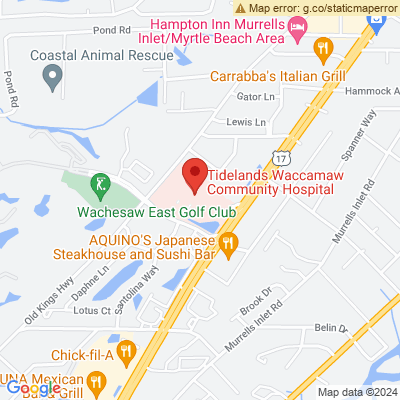 Map error: g.co/staticmaperror
Pond Rd
Hampton Inn Murrells
Inlet/Myrtle Beach Area
Coastal Animal Rescue
Carrabba's Italian Grill
Pond Rd
Gator Ln
Hammock A
Lewis Ln
Spanner Way
17
Tidelands Waccamaw
Community Hospital
Murrells Inlet Rd
Wachesaw East Golf Club
AQUINO'S Japanese
Steakhouse and Sushi Bar
Daphne Ln
Santolina Way
Old Kings Hwy
Brook Dr
Lotus Ct
Murrells Inlet Rd
Belin Dr
Chick-fil-A
UNA Mexican
Bar & Grill
Google
Map data ©2024